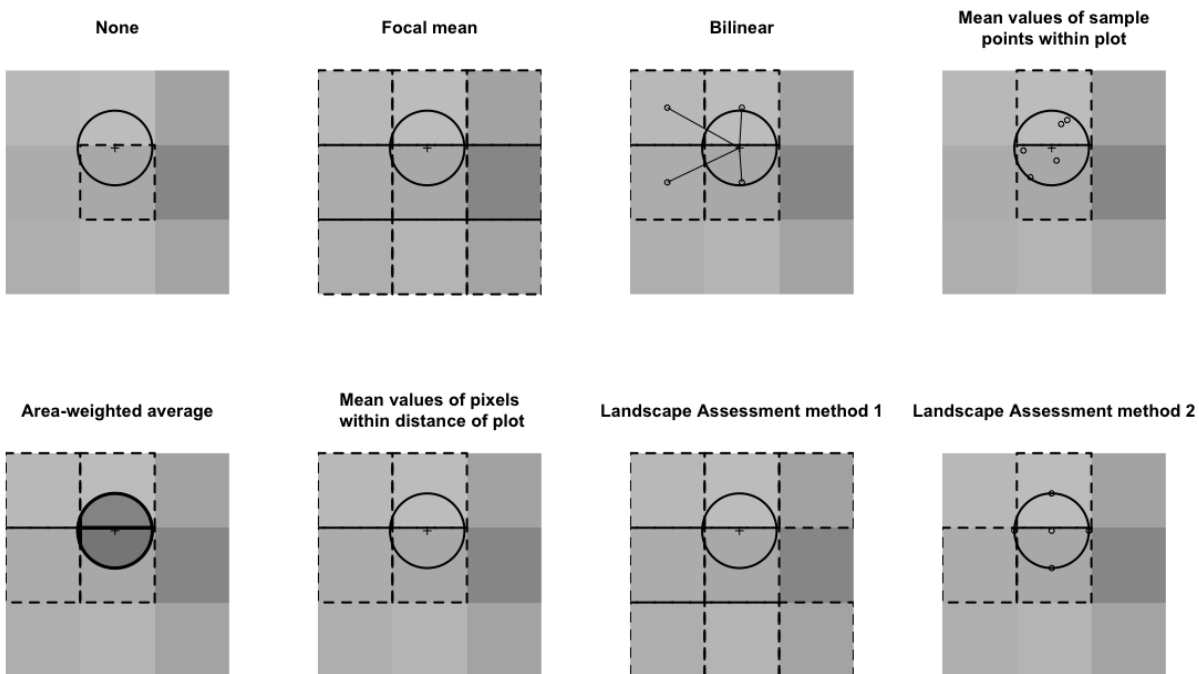 None
Focal mean
Bilinear
Mean values of sample
points within plot
Area-weighted average
Mean values of pixels
within distance of plot
Landscape Assessment method 1
Landscape Assessment method 2